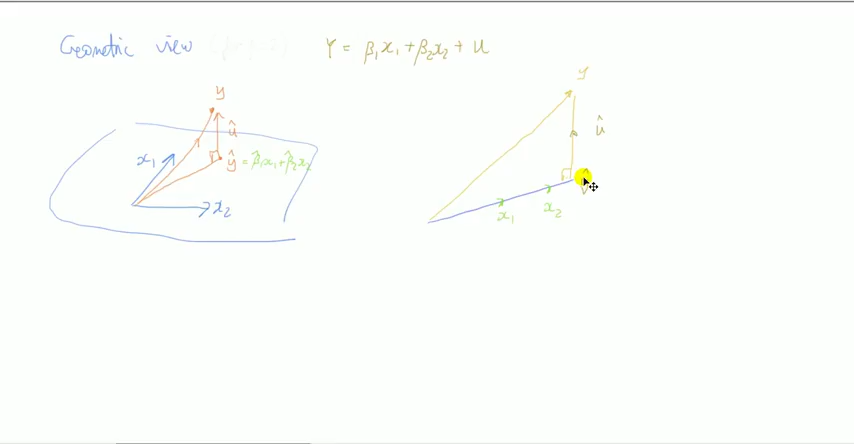 Geometric view Y = β₁x₁ + β₂x₂ + u
y
y
û
û
x₁
ŷ = β̂₁x₁ + β̂₂x₂
x₂
x₁
x₂